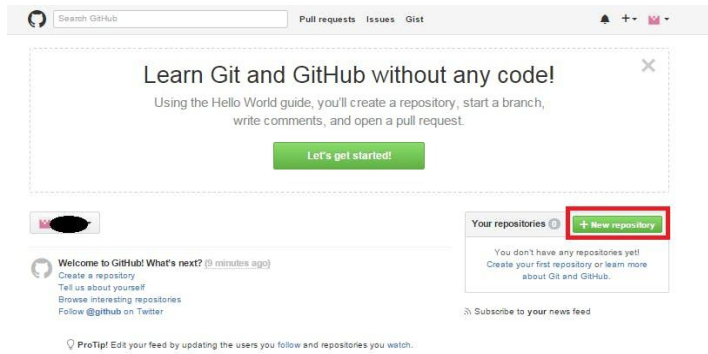 Search GitHub
Pull requests Issues Gist
Learn Git and GitHub without any code!
Using the Hello World guide, you'll create a repository, start a branch,
write comments, and open a pull request.
Let's get started!
Your repositories 0
+ New repository
You don't have any repositories yet!
Create your first repository or learn more
about Git and GitHub.
Welcome to GitHub! What's next? (9 minutes ago)
Create a repository
Tell us about yourself
Browse interesting repositories
Follow @github on Twitter
Subscribe to your news feed
ProTip! Edit your feed by updating the users you follow and repositories you watch.